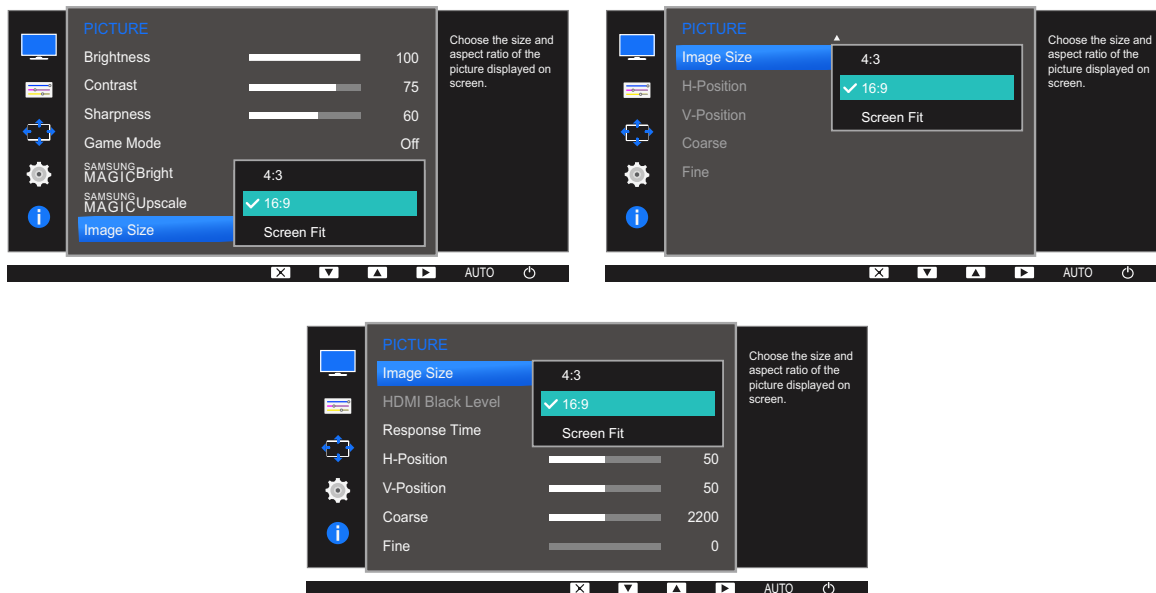 PICTURE
Brightness 100
Contrast 75
Sharpness 60
Game Mode Off
SAMSUNG
MAGICBright
SAMSUNG
MAGICUpscale
Image Size
4:3
16:9
Screen Fit
Choose the size and
aspect ratio of the
picture displayed on
screen.
AUTO
PICTURE
Image Size
H-Position
V-Position
Coarse
Fine
4:3
16:9
Screen Fit
Choose the size and
aspect ratio of the
picture displayed on
screen.
AUTO
PICTURE
Image Size
HDMI Black Level
Response Time
4:3
16:9
Screen Fit
H-Position 50
V-Position 50
Coarse 2200
Fine 0
Choose the size and
aspect ratio of the
picture displayed on
screen.
AUTO